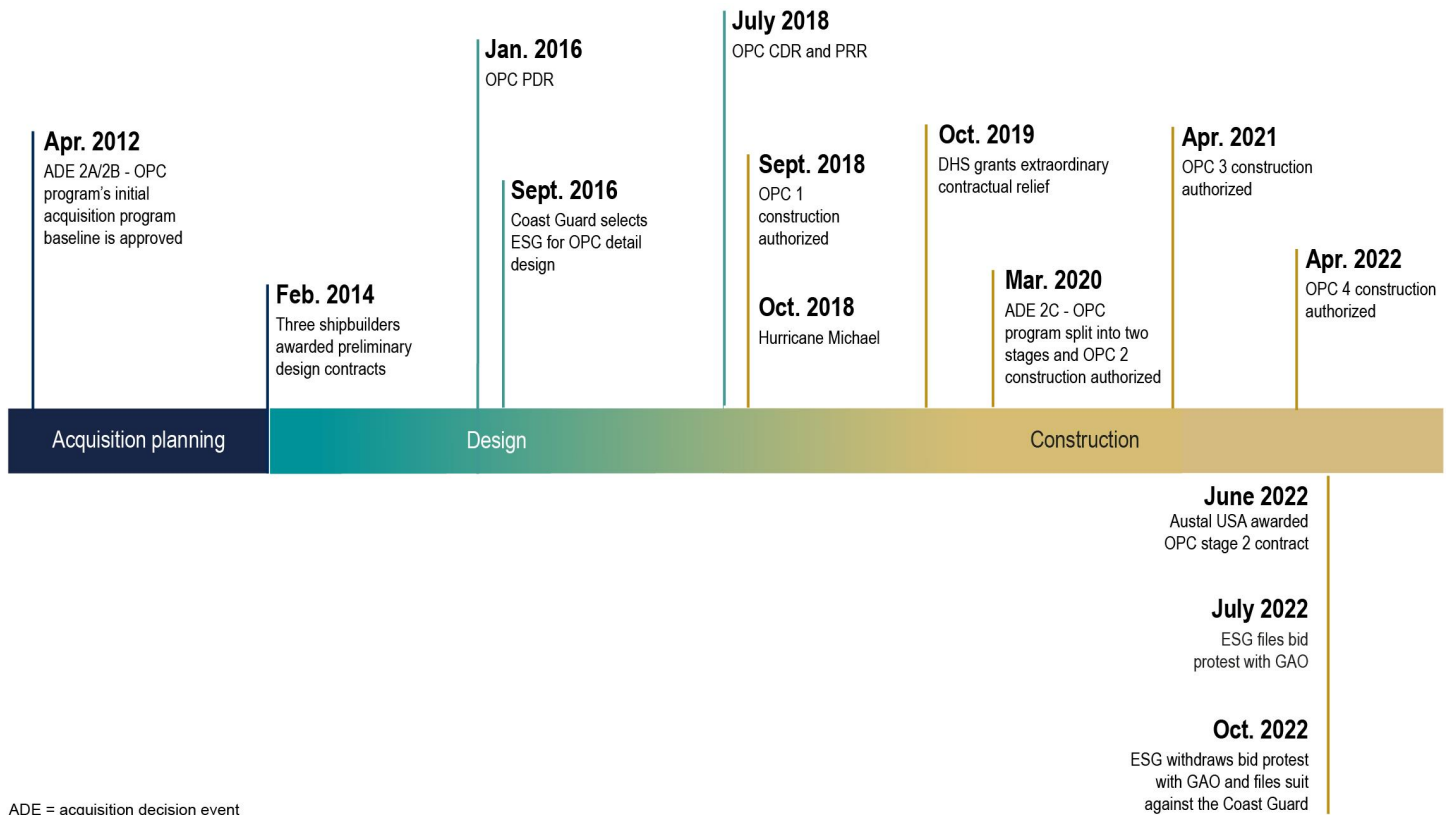 Apr. 2012
ADE 2A/2B - OPC
program’s initial
acquisition program
baseline is approved
Feb. 2014
Three shipbuilders
awarded preliminary
design contracts
Jan. 2016
OPC PDR
Sept. 2016
Coast Guard selects
ESG for OPC detail
design
July 2018
OPC CDR and PRR
Sept. 2018
OPC 1
construction
authorized
Oct. 2018
Hurricane Michael
Oct. 2019
DHS grants extraordinary
contractual relief
Mar. 2020
ADE 2C - OPC
program split into two
stages and OPC 2
construction authorized
Apr. 2021
OPC 3 construction
authorized
Apr. 2022
OPC 4 construction
authorized
Acquisition planning
Design
Construction
June 2022
Austal USA awarded
OPC stage 2 contract
July 2022
ESG files bid
protest with GAO
Oct. 2022
ESG withdraws bid protest
with GAO and files suit
against the Coast Guard
ADE = acquisition decision event